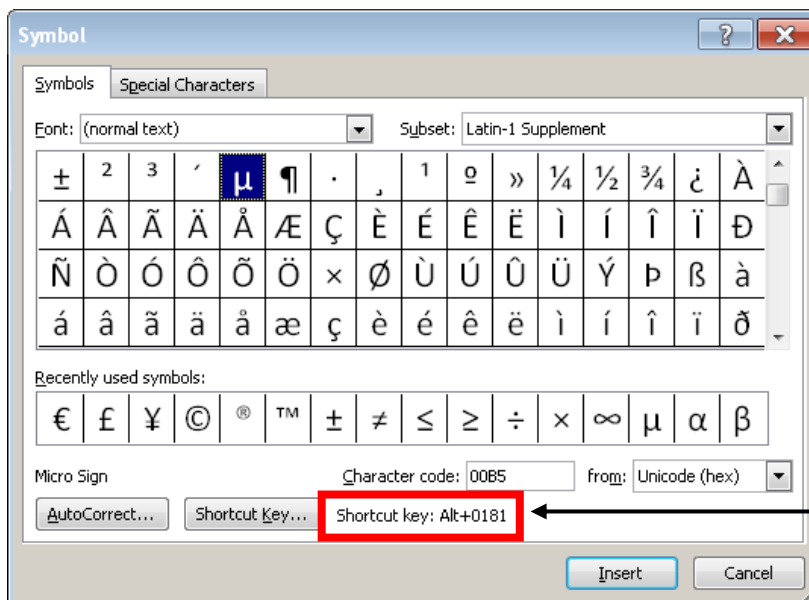 Symbol
Symbols Special Characters
Font: (normal text) Subset: Latin-1 Supplement
± ² ³ ´ µ ¶ · ¸ ¹ º » ¼ ½ ¾ ¿ À
Á Â Ã Ä Å Æ Ç È É Ê Ë Ì Í Î Ï Ð
Ñ Ò Ó Ô Õ Ö × Ø Ù Ú Û Ü Ý Þ ß à
á â ã ä å æ ç è é ê ë ì í î ï ð
Recently used symbols:
€ £ ¥ © ® ™ ± ≠ ≤ ≥ ÷ × ∞ µ α β
Micro Sign Character code: 00B5 from: Unicode (hex)
AutoCorrect... Shortcut Key... Shortcut key: Alt+0181
Insert Cancel